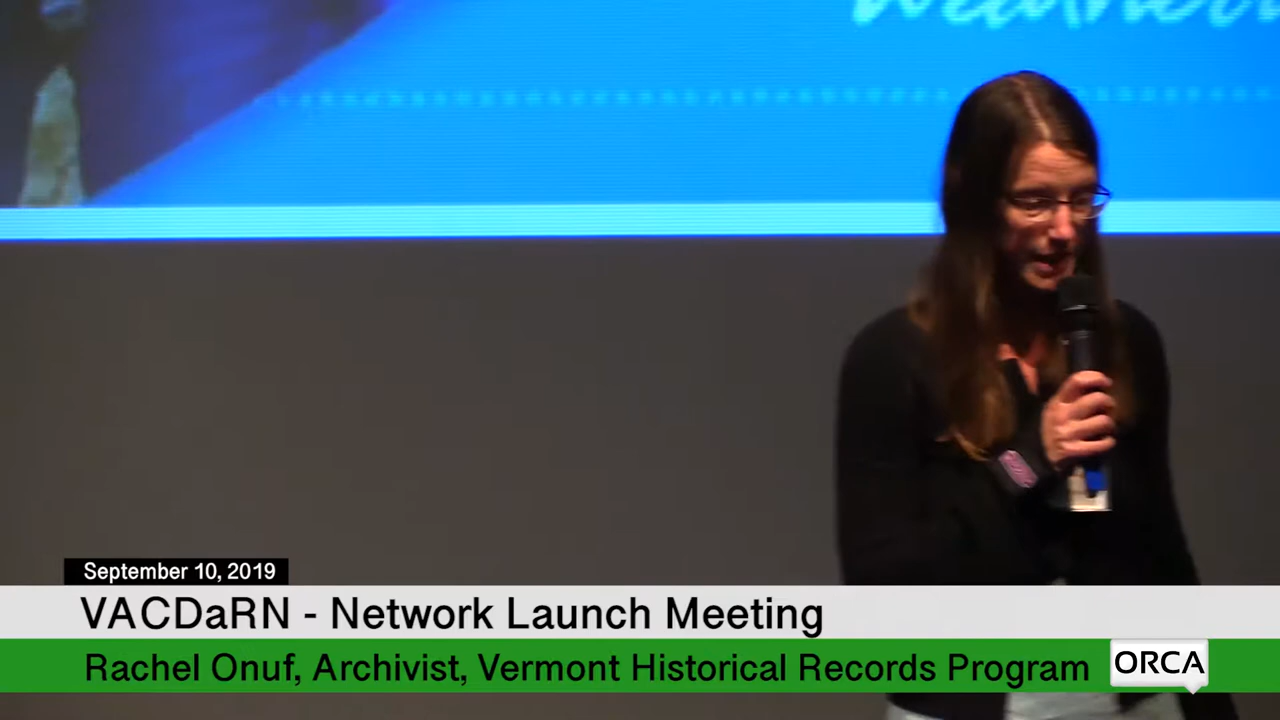 September 10, 2019
VACDaRN - Network Launch Meeting
Rachel Onuf, Archivist, Vermont Historical Records Program
ORCA